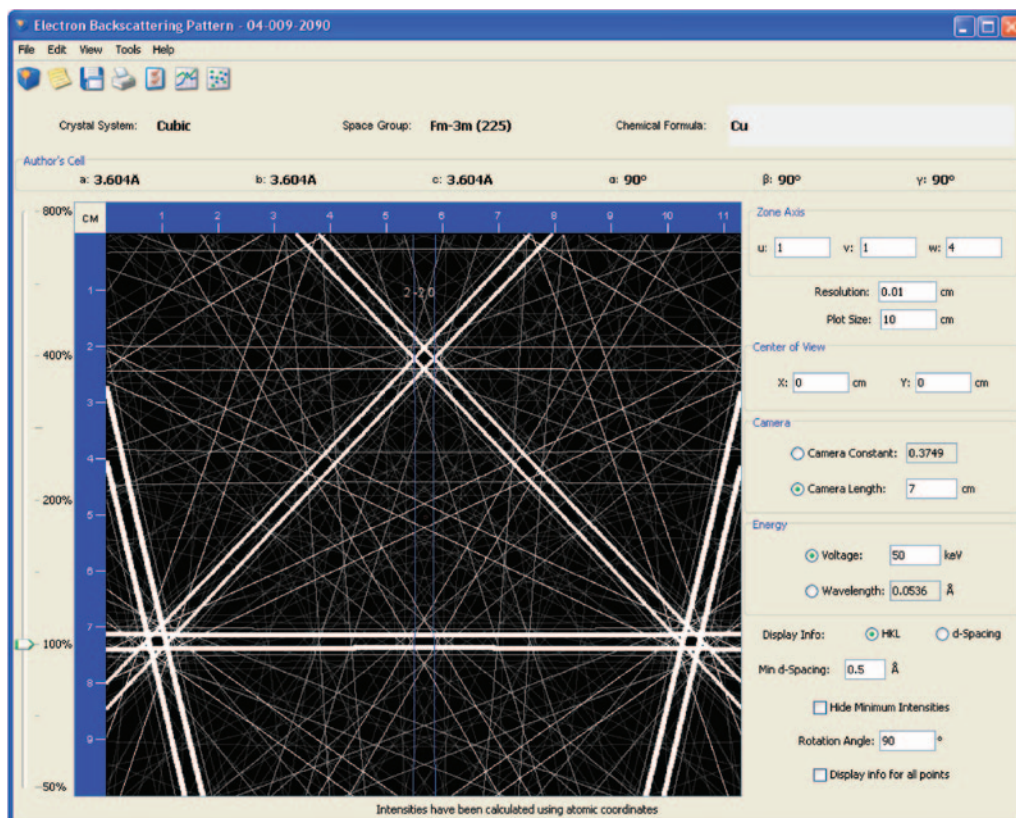 Electron Backscattering Pattern - 04-009-2090
File Edit View Tools Help
Crystal System: Cubic Space Group: Fm-3m (225) Chemical Formula: Cu
Author's Cell
a: 3.604A b: 3.604A c: 3.604A α: 90° β: 90° γ: 90°
800%
400%
200%
100%
50%
CM 1 2 3 4 5 6 7 8 9 10 11
1
2
3
4
5
6
7
8
9
2 -2 0
Zone Axis
u: 1 v: 1 w: 4
Resolution: 0.01 cm
Plot Size: 10 cm
Center of View
X: 0 cm Y: 0 cm
Camera
Camera Constant: 0.3749
Camera Length: 7 cm
Energy
Voltage: 50 keV
Wavelength: 0.0536 Å
Display Info: HKL d-Spacing
Min d-Spacing: 0.5 Å
Hide Minimum Intensities
Rotation Angle: 90 °
Display info for all points
Intensities have been calculated using atomic coordinates